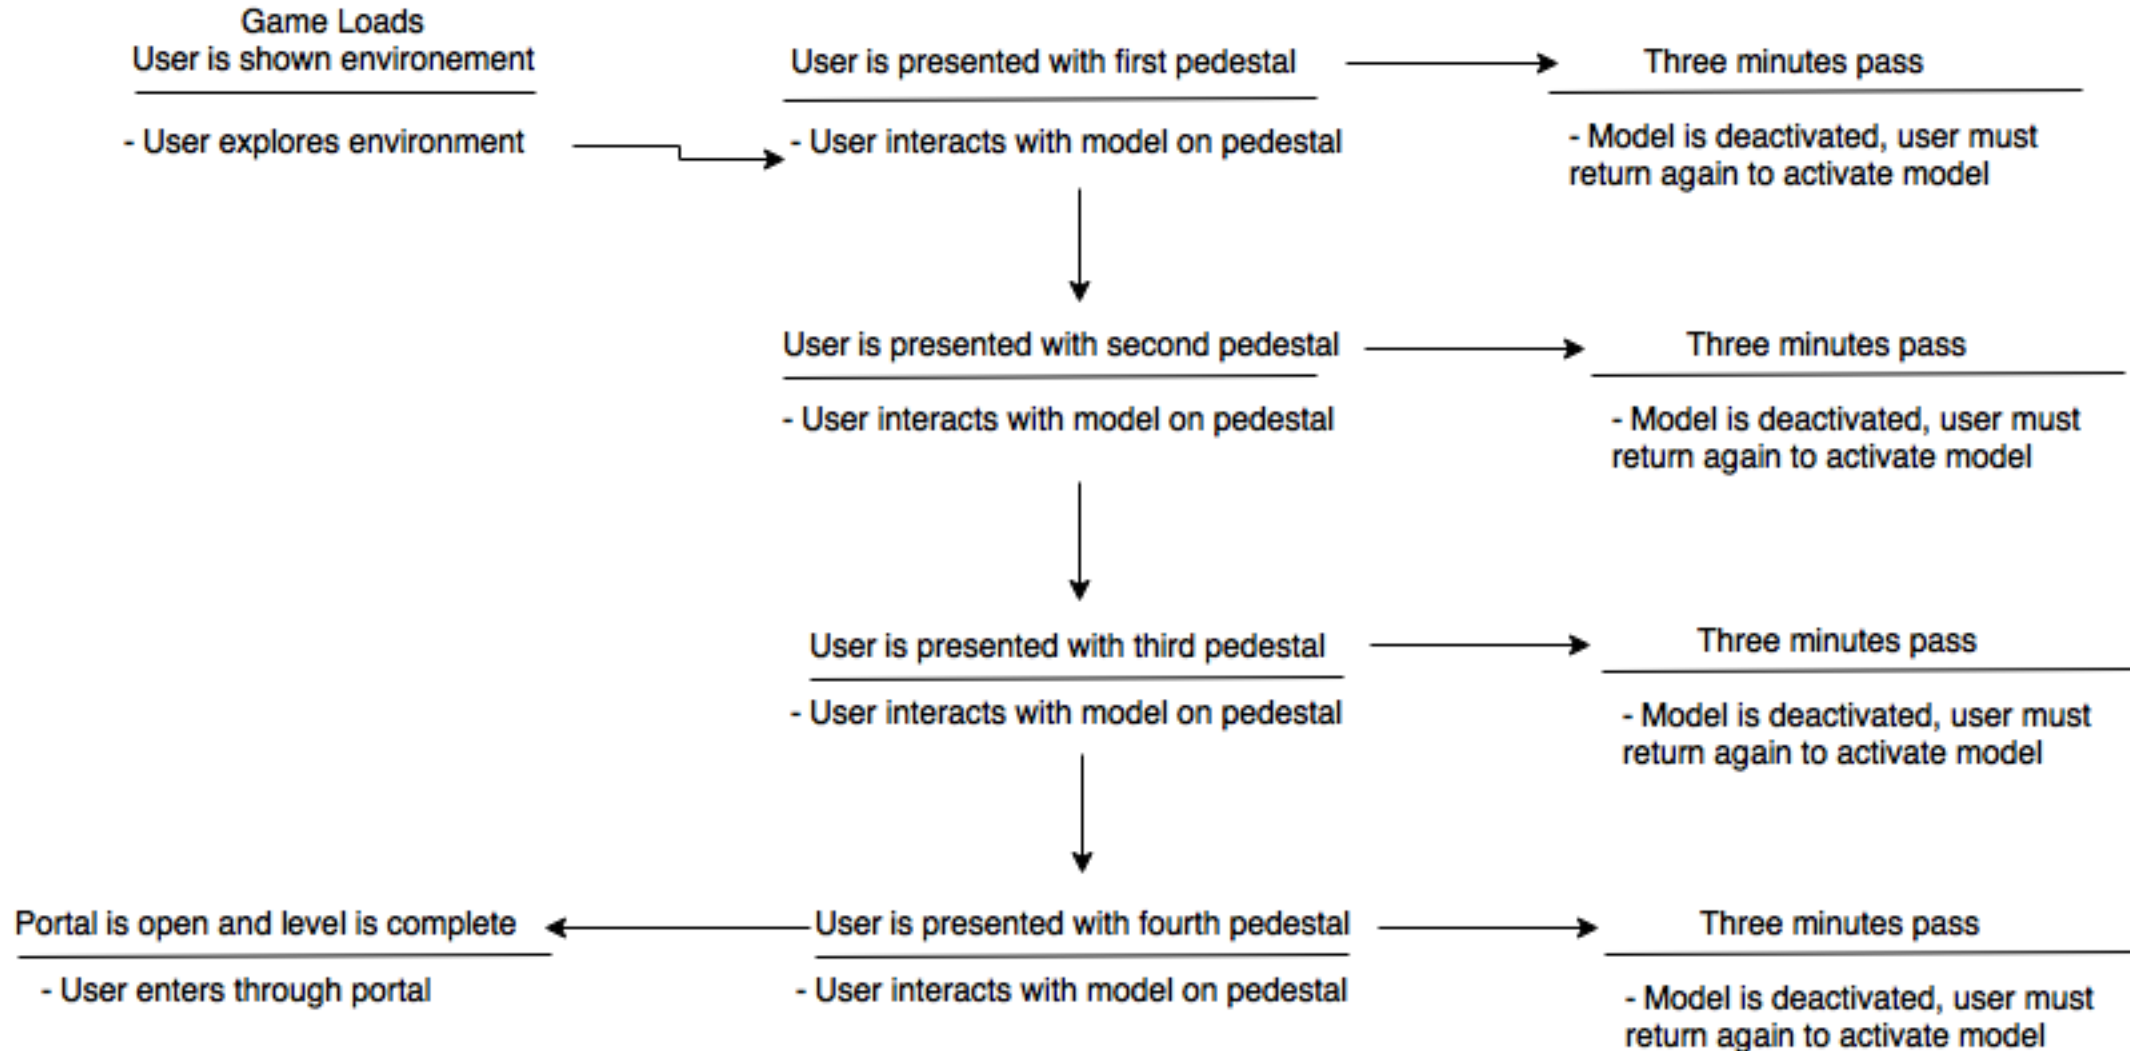 Game Loads
User is shown environement
- User explores environment
User is presented with first pedestal
- User interacts with model on pedestal
Three minutes pass
- Model is deactivated, user must
return again to activate model
User is presented with second pedestal
- User interacts with model on pedestal
Three minutes pass
- Model is deactivated, user must
return again to activate model
User is presented with third pedestal
- User interacts with model on pedestal
Three minutes pass
- Model is deactivated, user must
return again to activate model
User is presented with fourth pedestal
- User interacts with model on pedestal
Three minutes pass
- Model is deactivated, user must
return again to activate model
Portal is open and level is complete
- User enters through portal